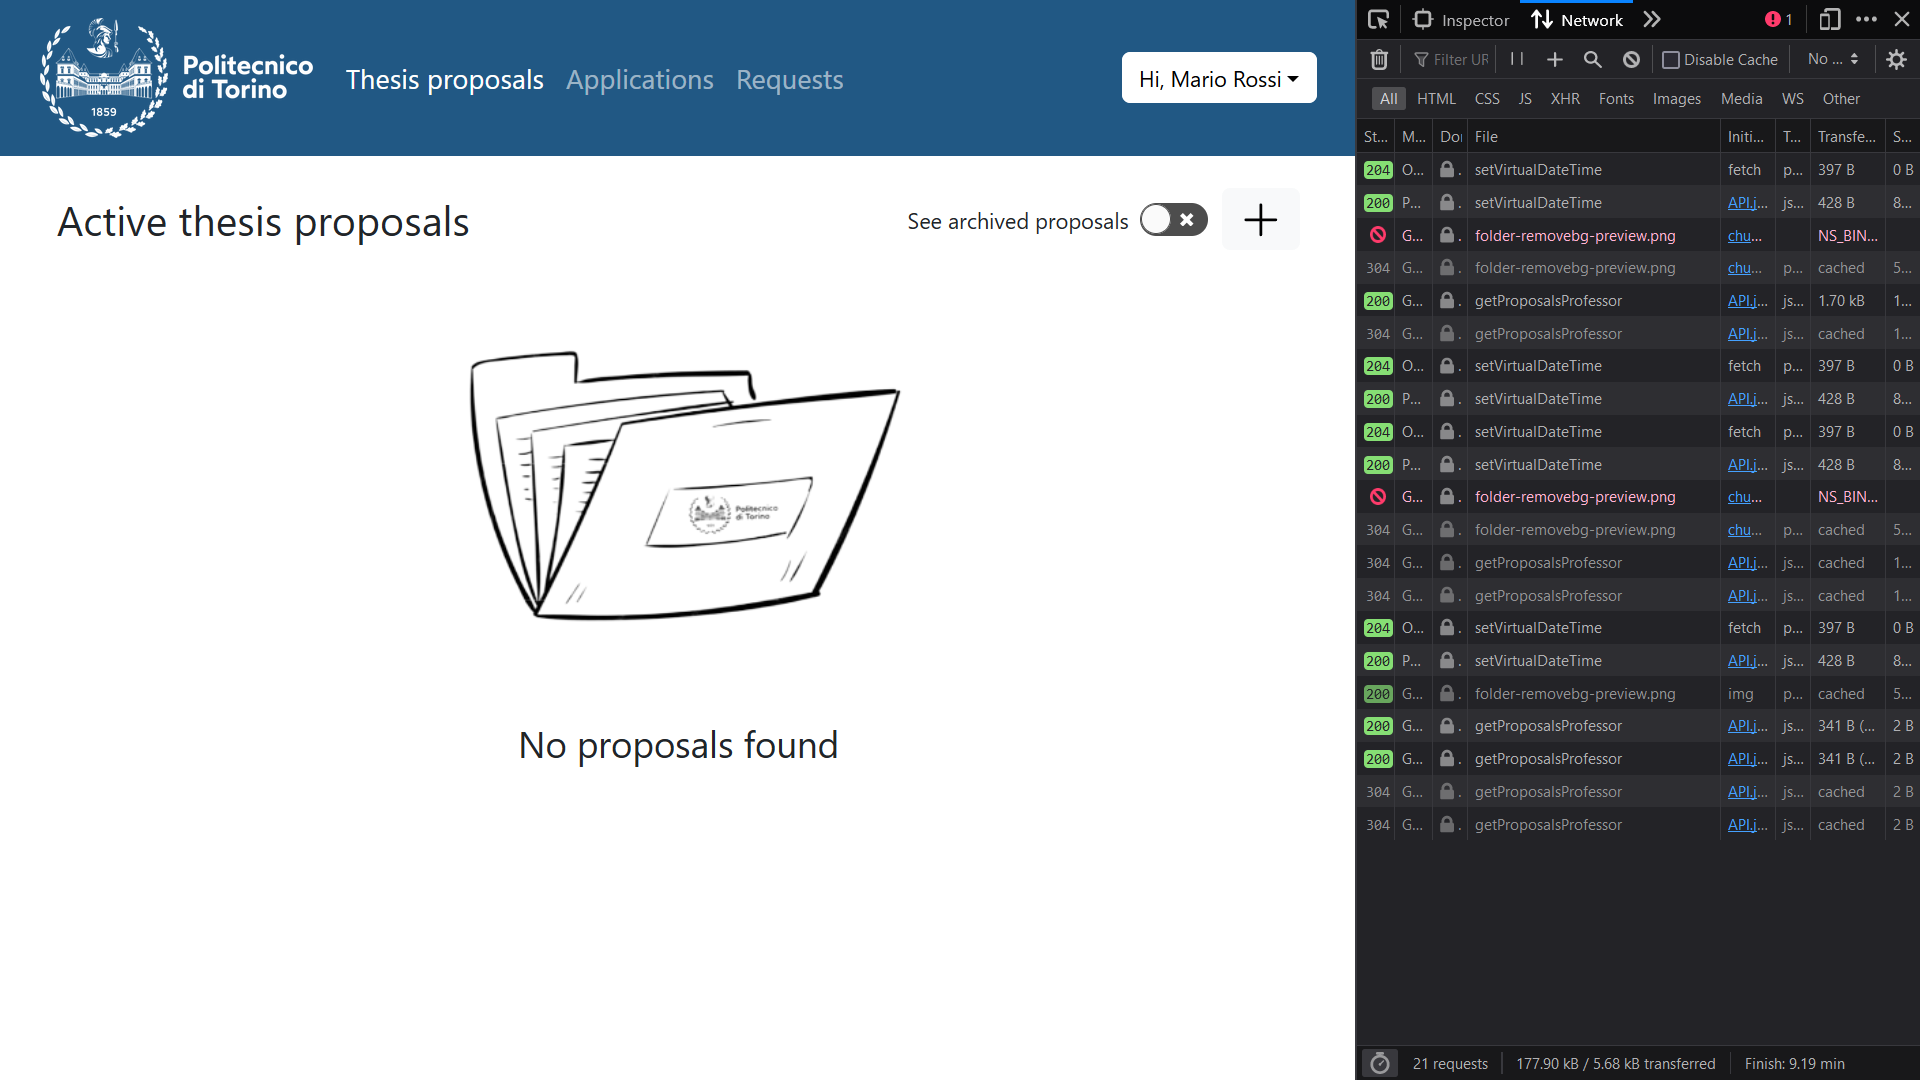 Politecnico
di Torino
1859
Thesis proposals Applications Requests
Hi, Mario Rossi
Active thesis proposals
See archived proposals
Politecnico
di Torino
No proposals found
Inspector Network 1
Filter UR Disable Cache No ...
All HTML CSS JS XHR Fonts Images Media WS Other
St... M... Do File Initi... T... Transfe... S...
204 O... . setVirtualDateTime fetch p... 397 B 0 B
200 P... . setVirtualDateTime API.j... js... 428 B 8...
G... . folder-removebg-preview.png chu... NS_BIN...
304 G... . folder-removebg-preview.png chu... p... cached 5...
200 G... . getProposalsProfessor API.j... js... 1.70 kB 1...
304 G... . getProposalsProfessor API.j... js... cached 1...
204 O... . setVirtualDateTime fetch p... 397 B 0 B
200 P... . setVirtualDateTime API.j... js... 428 B 8...
204 O... . setVirtualDateTime fetch p... 397 B 0 B
200 P... . setVirtualDateTime API.j... js... 428 B 8...
G... . folder-removebg-preview.png chu... NS_BIN...
304 G... . folder-removebg-preview.png chu... p... cached 5...
304 G... . getProposalsProfessor API.j... js... cached 1...
304 G... . getProposalsProfessor API.j... js... cached 1...
204 O... . setVirtualDateTime fetch p... 397 B 0 B
200 P... . setVirtualDateTime API.j... js... 428 B 8...
200 G... . folder-removebg-preview.png img p... cached 5...
200 G... . getProposalsProfessor API.j... js... 341 B (... 2 B
200 G... . getProposalsProfessor API.j... js... 341 B (... 2 B
304 G... . getProposalsProfessor API.j... js... cached 2 B
304 G... . getProposalsProfessor API.j... js... cached 2 B
21 requests 177.90 kB / 5.68 kB transferred Finish: 9.19 min